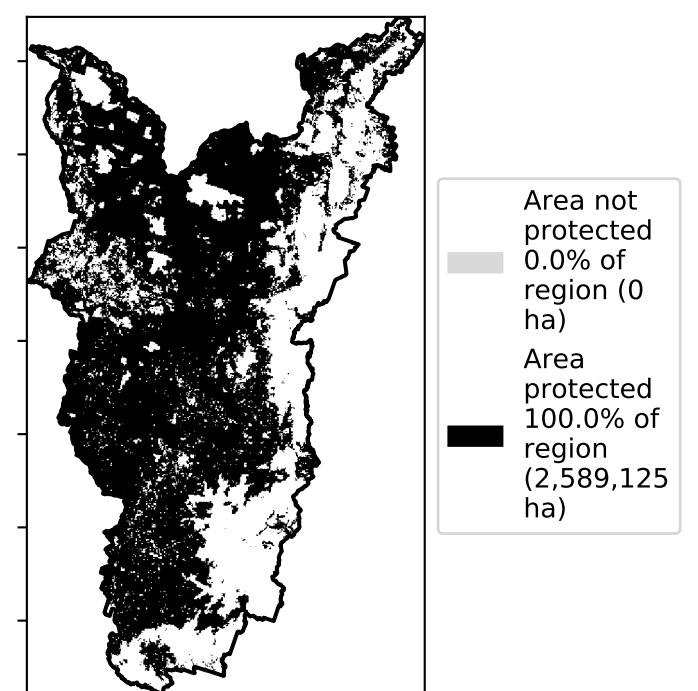 Area not
protected
0.0% of
region (0
ha)
Area
protected
100.0% of
region
(2,589,125
ha)